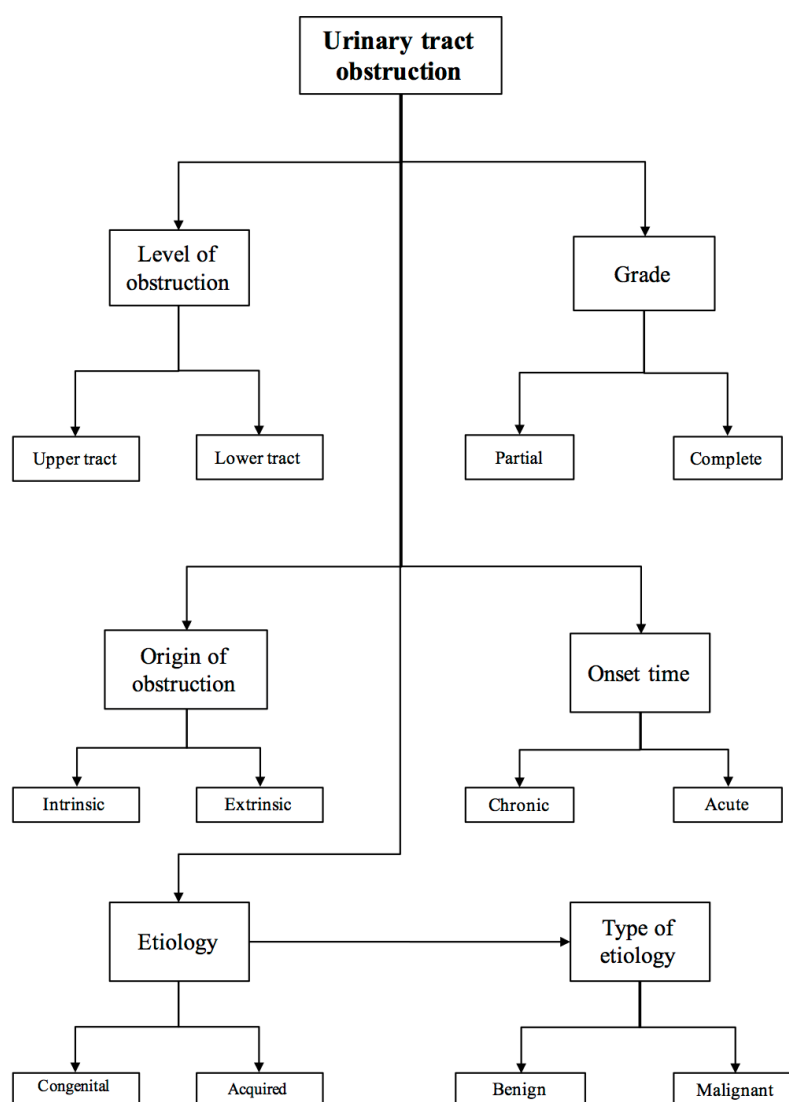 Urinary tract
obstruction
Level of
obstruction
Grade
Upper tract
Lower tract
Partial
Complete
Origin of
obstruction
Onset time
Intrinsic
Extrinsic
Chronic
Acute
Etiology
Type of
etiology
Congenital
Acquired
Benign
Malignant